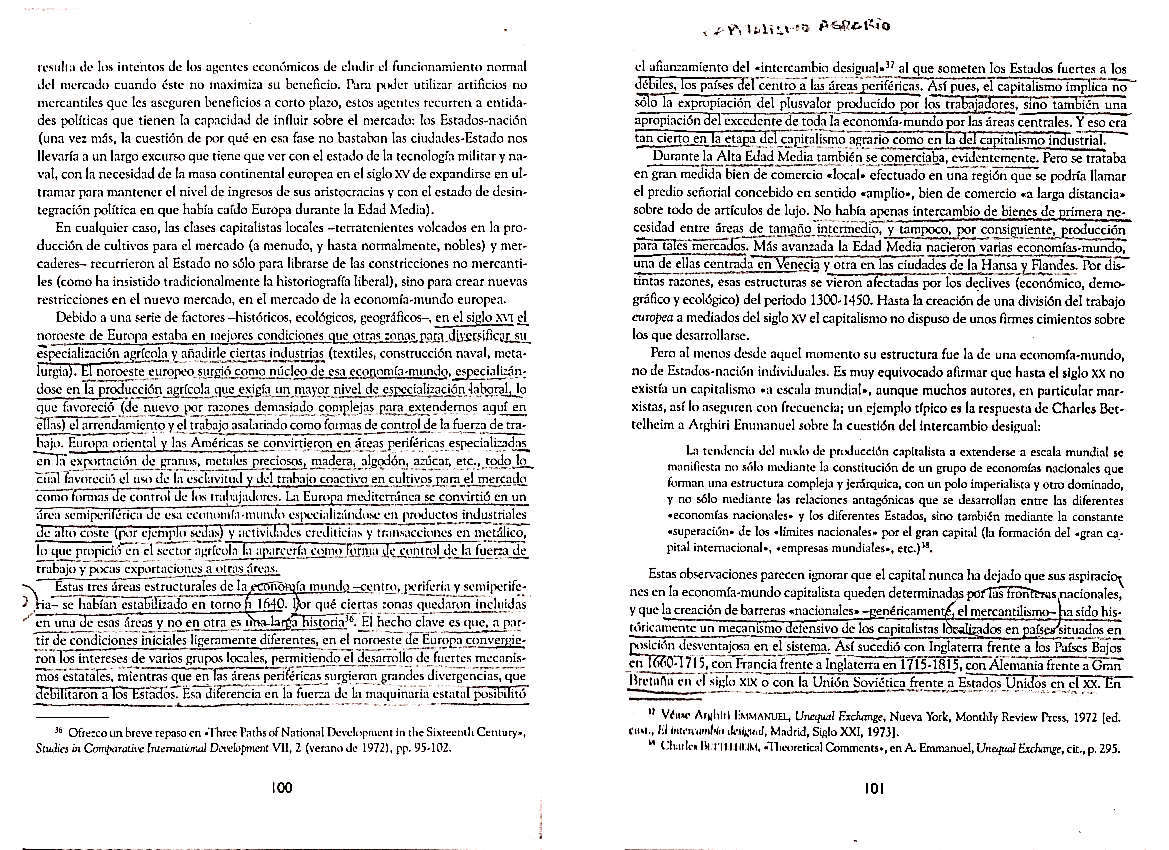 resulta de los intentos de los agentes económicos de eludir el funcionamiento normal
del mercado cuando éste no maximiza su beneficio. Para poder utilizar artificios no
mercantiles que les aseguren beneficios a corto plazo, estos agentes recurren a entida-
des políticas que tienen la capacidad de influir sobre el mercado: los Estados-nación
(una vez más, la cuestión de por qué en esa fase no bastaban las ciudades-Estado nos
llevaría a un largo excurso que tiene que ver con el estado de la tecnología militar y na-
val, con la necesidad de la masa continental europea en el siglo XV de expandirse en ul-
tramar para mantener el nivel de ingresos de sus aristocracias y con el estado de desin-
tegración política en que había caído Europa durante la Edad Media).
En cualquier caso, las clases capitalistas locales –terratenientes volcados en la pro-
ducción de cultivos para el mercado (a menudo, y hasta normalmente, nobles) y mer-
caderes– recurrieron al Estado no sólo para librarse de las constricciones no mercanti-
les (como ha insistido tradicionalmente la historiografía liberal), sino para crear nuevas
restricciones en el nuevo mercado, en el mercado de la economía-mundo europea.
Debido a una serie de factores –históricos, ecológicos, geográficos–, en el siglo XVI el
noroeste de Europa estaba en mejores condiciones que otras zonas para diversificar su
especialización agrícola y añadirle ciertas industrias (textiles, construcción naval, meta-
lurgia). El noroeste europeo surgió como núcleo de esa economía-mundo, especializán-
dose en la producción agrícola que exigía un mayor nivel de especialización laboral, lo
que favoreció (de nuevo por razones demasiado complejas para extendernos aquí en
ellas) el arrendamiento y el trabajo asalariado como formas de control de la fuerza de tra-
bajo. Europa oriental y las Américas se convirtieron en áreas periféricas especializadas
en la exportación de granos, metales preciosos, madera, algodón, azúcar, etc., todo lo
cual favoreció el uso de la esclavitud y del trabajo coactivo en cultivos para el mercado
como formas de control de los trabajadores. La Europa mediterránea se convirtió en un
área semiperiférica de esa economía-mundo especializándose en productos industriales
de alto coste (por ejemplo sedas) y actividades crediticias y transacciones en metálico,
lo que propició en el sector agrícola la aparcería como forma de control de la fuerza de
trabajo y pocas exportaciones a otras áreas.
Estas tres áreas estructurales de la economía mundo –centro, periferia y semiperife-
ria– se habían estabilizado en torno a 1640. Por qué ciertas zonas quedaron incluidas
en una de esas áreas y no en otra es una larga historia³⁶. El hecho clave es que, a par-
tir de condiciones iniciales ligeramente diferentes, en el noroeste de Europa convergie-
ron los intereses de varios grupos locales, permitiendo el desarrollo de fuertes mecanis-
mos estatales, mientras que en las áreas periféricas surgieron grandes divergencias, que
debilitaron a los Estados. Esa diferencia en la fuerza de la maquinaria estatal posibilitó
³⁶ Ofrezco un breve repaso en «Three Paths of National Development in the Sixteenth Century»,
Studies in Comparative International Development VII, 2 (verano de 1972), pp. 95-102.
100
CAPITALISMO AGRARIO
el afianzamiento del «intercambio desigual»³⁷ al que someten los Estados fuertes a los
débiles, los países del centro a las áreas periféricas. Así pues, el capitalismo implica no
sólo la expropiación del plusvalor producido por los trabajadores, sino también una
apropiación del excedente de toda la economía-mundo por las áreas centrales. Y eso era
tan cierto en la etapa del capitalismo agrario como en la del capitalismo industrial.
Durante la Alta Edad Media también se comerciaba, evidentemente. Pero se trataba
en gran medida bien de comercio «local» efectuado en una región que se podría llamar
el predio señorial concebido en sentido «amplio», bien de comercio «a larga distancia»
sobre todo de artículos de lujo. No había apenas intercambio de bienes de primera ne-
cesidad entre áreas de tamaño intermedio, y tampoco, por consiguiente, producción
para tales mercados. Más avanzada la Edad Media nacieron varias economías-mundo,
una de ellas centrada en Venecia y otra en las ciudades de la Hansa y Flandes. Por dis-
tintas razones, esas estructuras se vieron afectadas por los declives (económico, demo-
gráfico y ecológico) del periodo 1300-1450. Hasta la creación de una división del trabajo
europea a mediados del siglo XV el capitalismo no dispuso de unos firmes cimientos sobre
los que desarrollarse.
Pero al menos desde aquel momento su estructura fue la de una economía-mundo,
no de Estados-nación individuales. Es muy equivocado afirmar que hasta el siglo XX no
existía un capitalismo «a escala mundial», aunque muchos autores, en particular mar-
xistas, así lo aseguren con frecuencia; un ejemplo típico es la respuesta de Charles Bet-
telheim a Arghiri Emmanuel sobre la cuestión del intercambio desigual:
La tendencia del modo de producción capitalista a extenderse a escala mundial se
manifiesta no sólo mediante la constitución de un grupo de economías nacionales que
forman una estructura compleja y jerárquica, con un polo imperialista y otro dominado,
y no sólo mediante las relaciones antagónicas que se desarrollan entre las diferentes
«economías nacionales» y los diferentes Estados, sino también mediante la constante
«superación» de los «límites nacionales» por el gran capital (la formación del «gran ca-
pital internacional», «empresas mundiales», etc.)³⁸.
Estas observaciones parecen ignorar que el capital nunca ha dejado que sus aspiracio-
nes en la economía-mundo capitalista queden determinadas por las fronteras nacionales,
y que la creación de barreras «nacionales» –genéricamente, el mercantilismo– ha sido his-
tóricamente un mecanismo defensivo de los capitalistas localizados en países situados en
posición desventajosa en el sistema. Así sucedió con Inglaterra frente a los Países Bajos
en 1660-1715, con Francia frente a Inglaterra en 1715-1815, con Alemania frente a Gran
Bretaña en el siglo XIX o con la Unión Soviética frente a Estados Unidos en el XX. En
³⁷ Véase Arghiri EMMANUEL, Unequal Exchange, Nueva York, Monthly Review Press, 1972 [ed.
cast., El intercambio desigual, Madrid, Siglo XXI, 1973].
³⁸ Charles BETTELHEIM, «Theoretical Comments», en A. Emmanuel, Unequal Exchange, cit., p. 295.
101